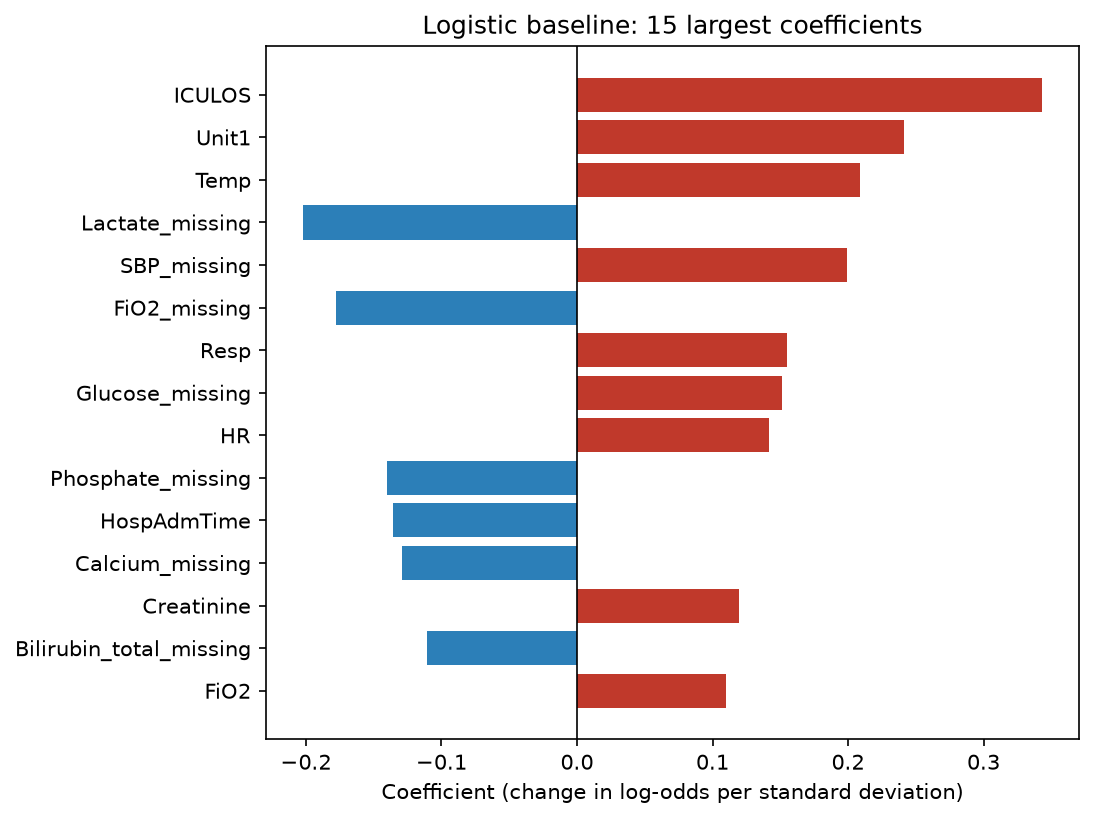 Logistic baseline: 15 largest coefficients
ICULOS
Unit1
Temp
Lactate_missing
SBP_missing
FiO2_missing
Resp
Glucose_missing
HR
Phosphate_missing
HospAdmTime
Calcium_missing
Creatinine
Bilirubin_total_missing
FiO2
−0.2 −0.1 0.0 0.1 0.2 0.3
Coefficient (change in log-odds per standard deviation)